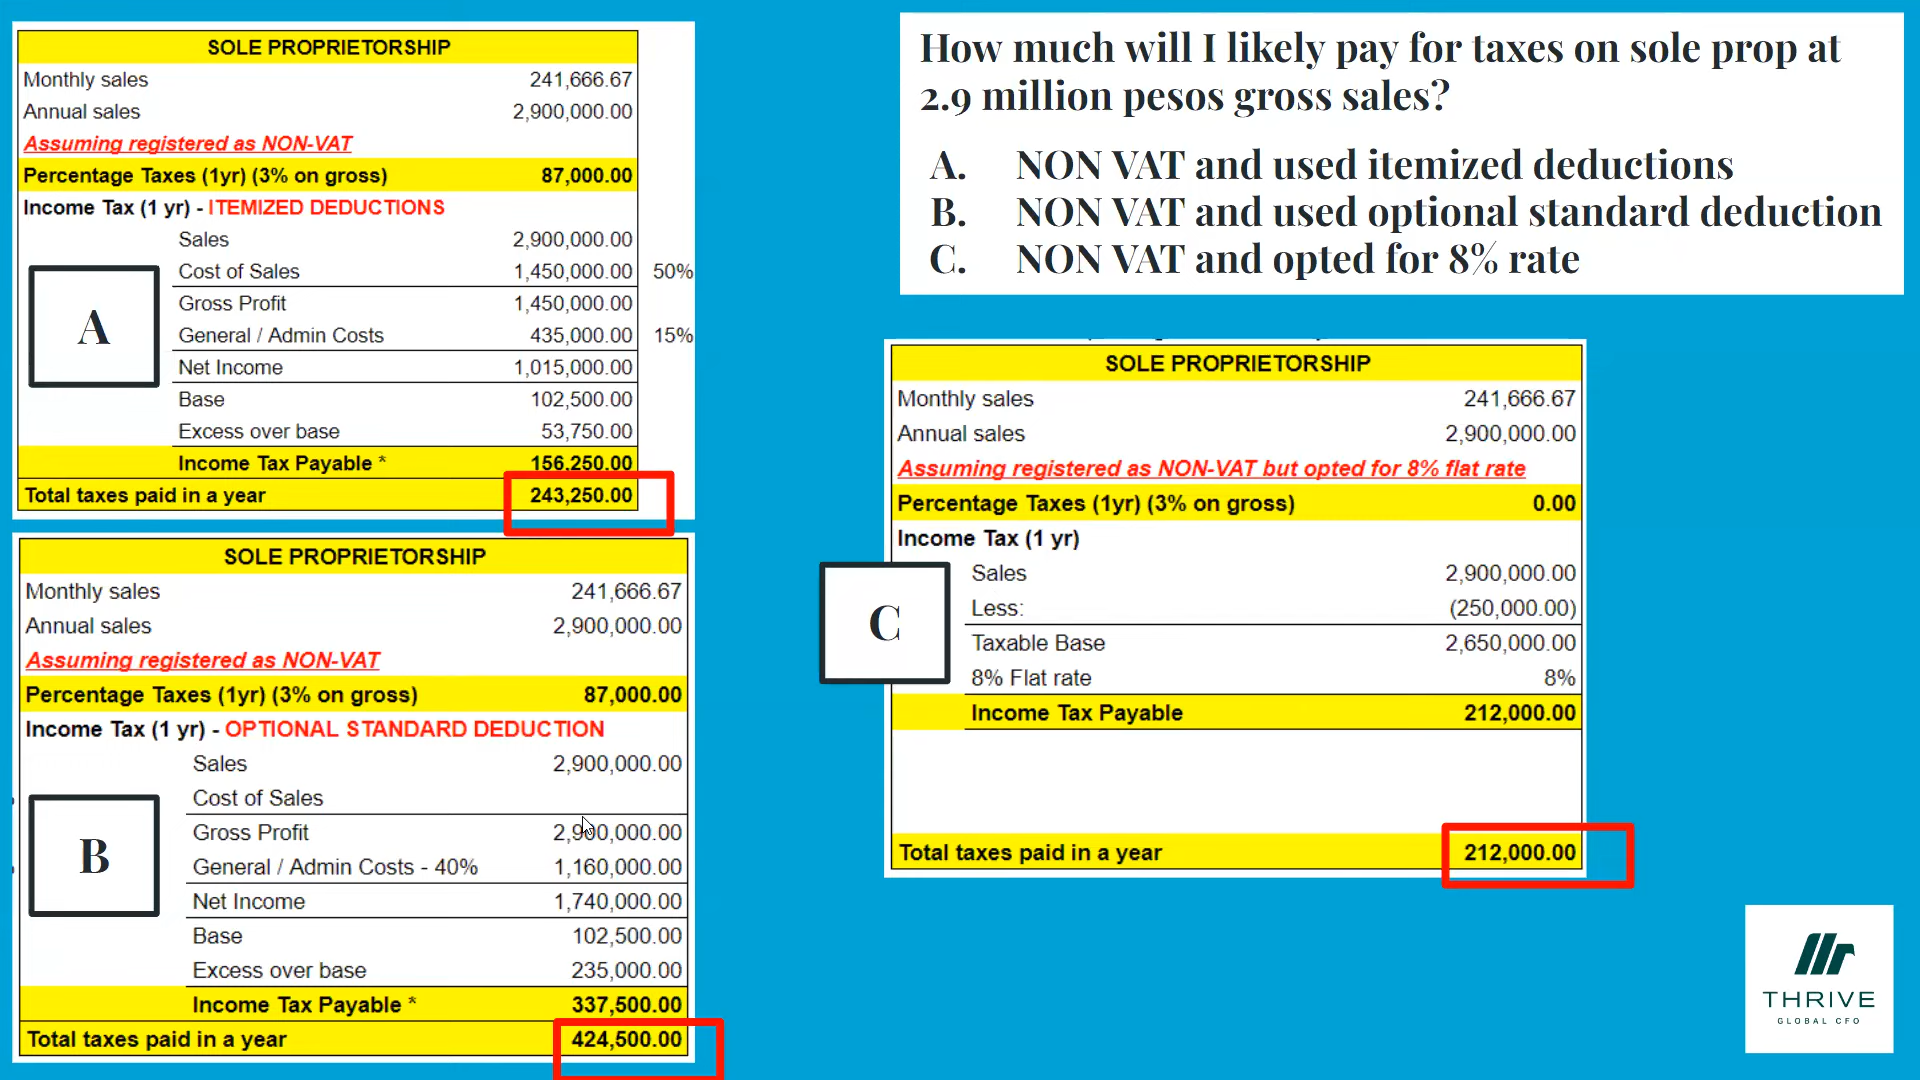 SOLE PROPRIETORSHIP
Monthly sales 241,666.67
Annual sales 2,900,000.00
Assuming registered as NON-VAT
Percentage Taxes (1yr) (3% on gross) 87,000.00
Income Tax (1 yr) - ITEMIZED DEDUCTIONS
Sales 2,900,000.00
Cost of Sales 1,450,000.00 50%
Gross Profit 1,450,000.00
General / Admin Costs 435,000.00 15%
Net Income 1,015,000.00
Base 102,500.00
Excess over base 53,750.00
Income Tax Payable * 156,250.00
Total taxes paid in a year 243,250.00
A
SOLE PROPRIETORSHIP
Monthly sales 241,666.67
Annual sales 2,900,000.00
Assuming registered as NON-VAT
Percentage Taxes (1yr) (3% on gross) 87,000.00
Income Tax (1 yr) - OPTIONAL STANDARD DEDUCTION
Sales 2,900,000.00
Cost of Sales
Gross Profit 2,900,000.00
General / Admin Costs - 40% 1,160,000.00
Net Income 1,740,000.00
Base 102,500.00
Excess over base 235,000.00
Income Tax Payable * 337,500.00
Total taxes paid in a year 424,500.00
B
How much will I likely pay for taxes on sole prop at
2.9 million pesos gross sales?
A. NON VAT and used itemized deductions
B. NON VAT and used optional standard deduction
C. NON VAT and opted for 8% rate
SOLE PROPRIETORSHIP
Monthly sales 241,666.67
Annual sales 2,900,000.00
Assuming registered as NON-VAT but opted for 8% flat rate
Percentage Taxes (1yr) (3% on gross) 0.00
Income Tax (1 yr)
Sales 2,900,000.00
Less: (250,000.00)
Taxable Base 2,650,000.00
8% Flat rate 8%
Income Tax Payable 212,000.00
Total taxes paid in a year 212,000.00
C
THRIVE
GLOBAL CFO